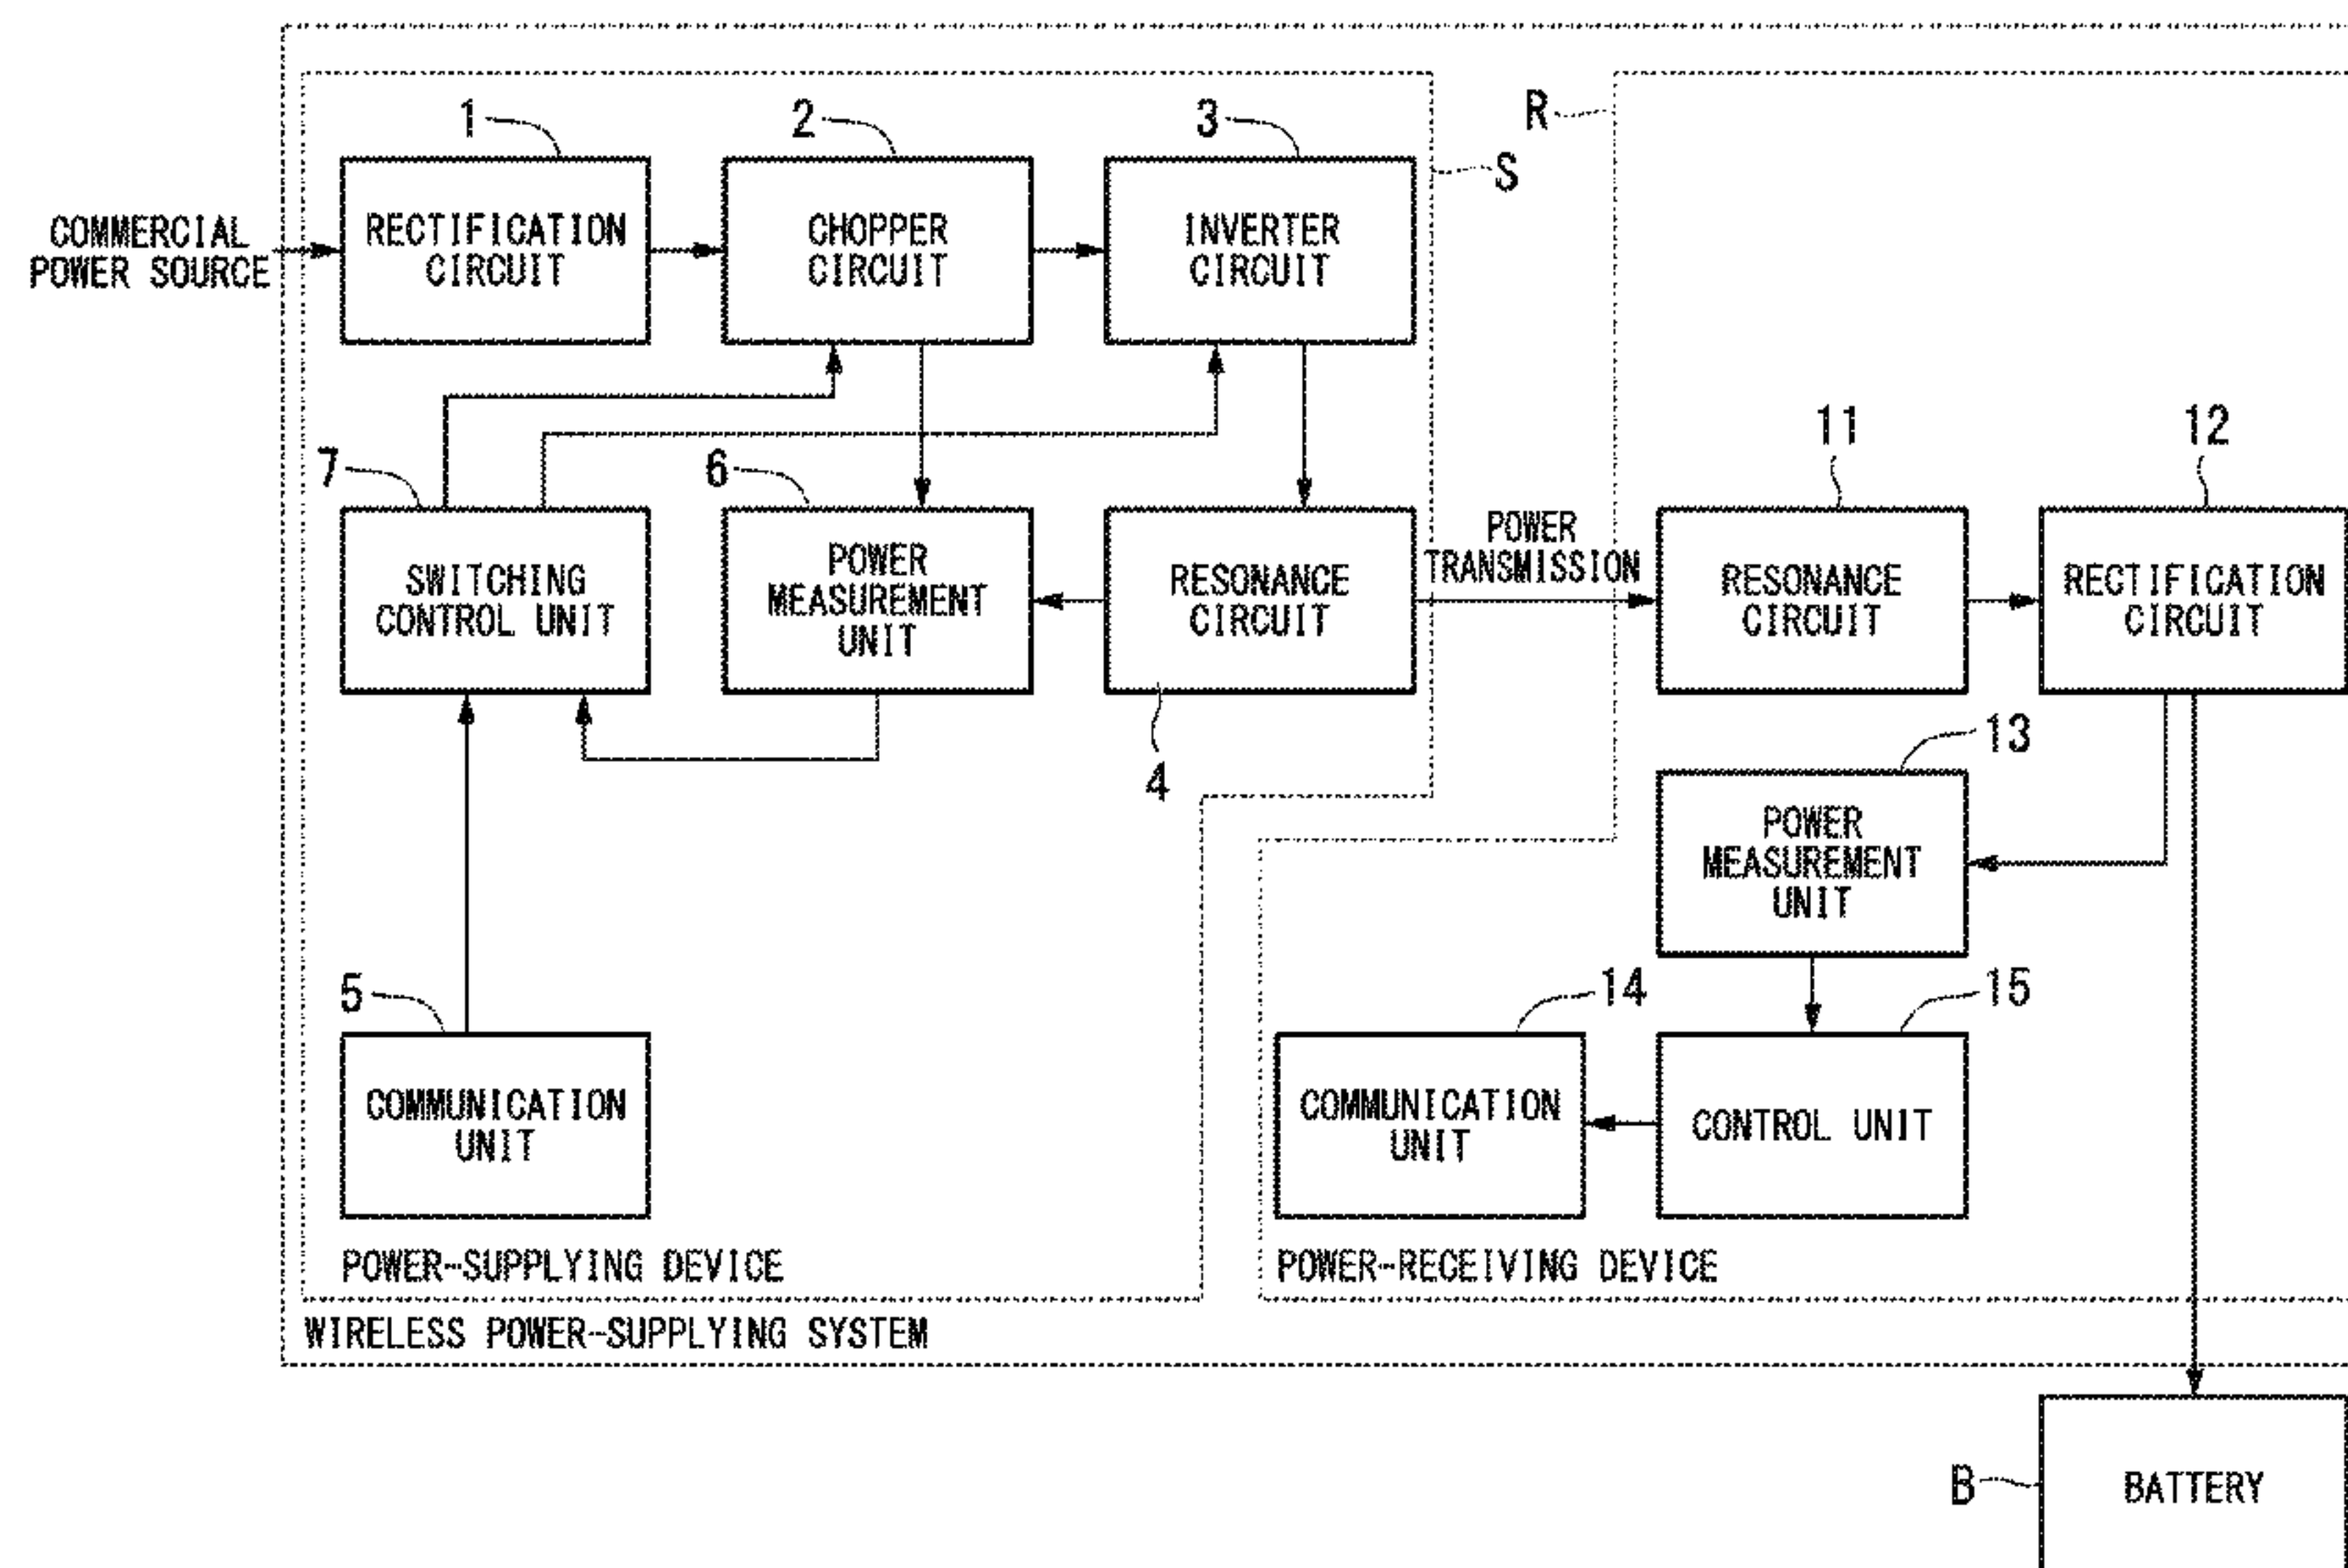 1
2
3
R
S
COMMERCIAL
POWER SOURCE
RECTIFICATION
CIRCUIT
CHOPPER
CIRCUIT
INVERTER
CIRCUIT
7
6
11
12
SWITCHING
CONTROL UNIT
POWER
MEASUREMENT
UNIT
RESONANCE
CIRCUIT
4
POWER
TRANSMISSION
RESONANCE
CIRCUIT
RECTIFICATION
CIRCUIT
13
POWER
MEASUREMENT
UNIT
5
14
15
COMMUNICATION
UNIT
COMMUNICATION
UNIT
CONTROL UNIT
POWER-SUPPLYING DEVICE
POWER-RECEIVING DEVICE
WIRELESS POWER-SUPPLYING SYSTEM
B
BATTERY